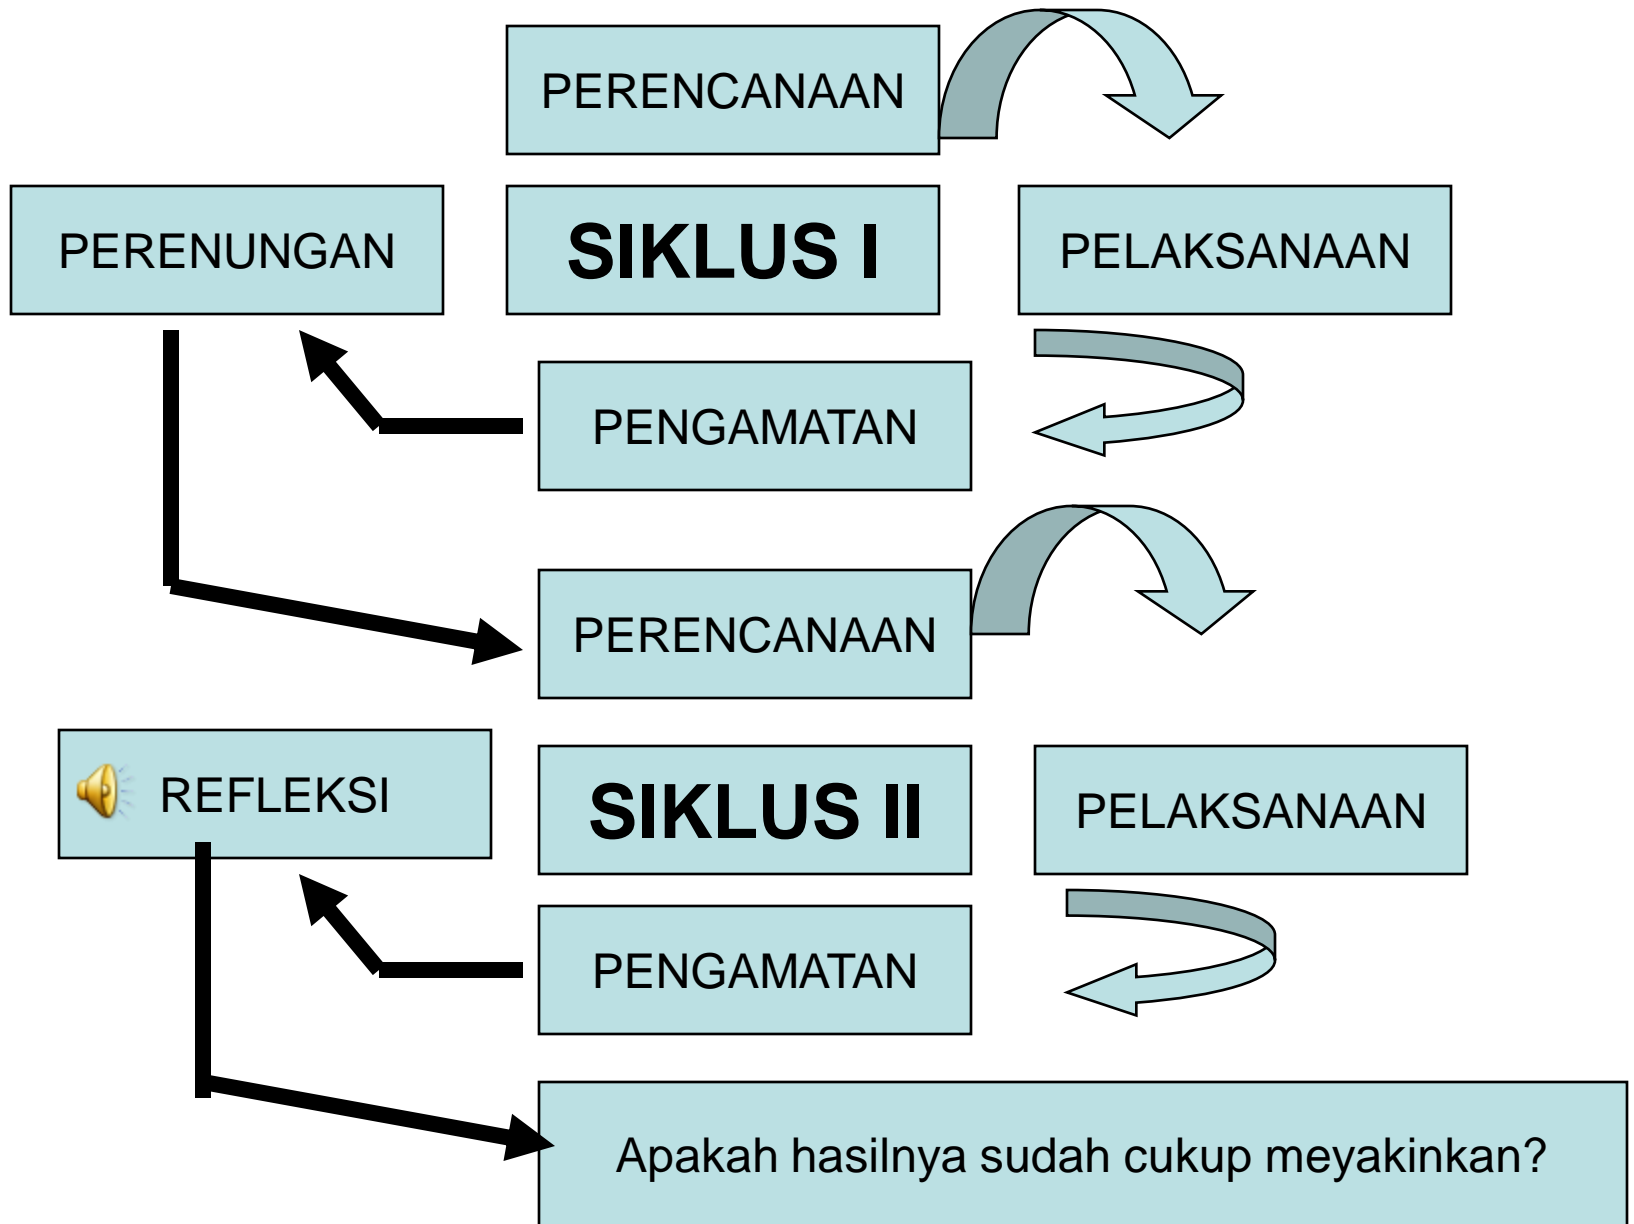 PERENCANAAN
PERENUNGAN
SIKLUS I
PELAKSANAAN
PENGAMATAN
PERENCANAAN
REFLEKSI
SIKLUS II
PELAKSANAAN
PENGAMATAN
Apakah hasilnya sudah cukup meyakinkan?